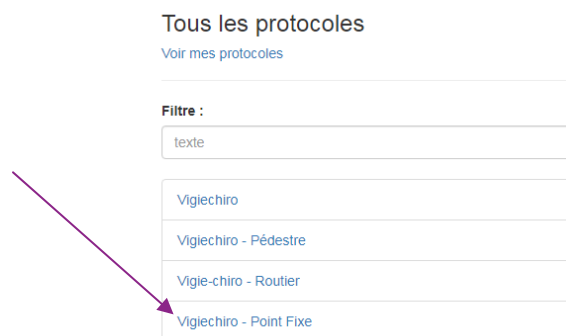 Tous les protocoles
Voir mes protocoles
Filtre :
texte
Vigiechiro
Vigiechiro - Pédestre
Vigie-chiro - Routier
Vigiechiro - Point Fixe